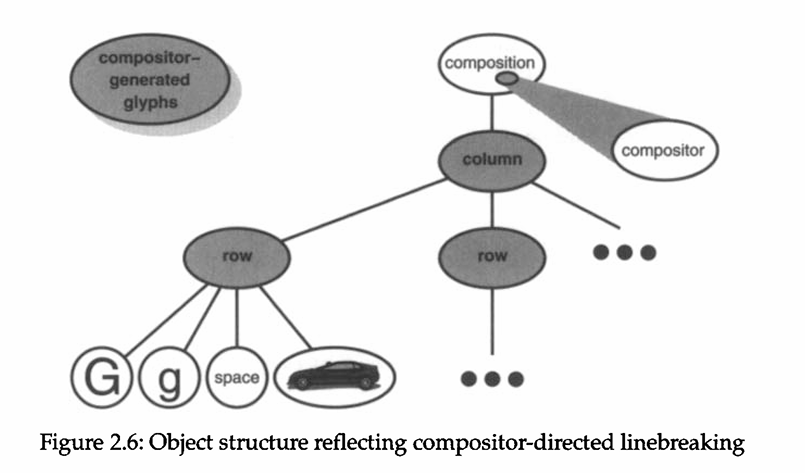 compositor–
generated
glyphs
composition
compositor
column
row
row
G g space
Figure 2.6: Object structure reflecting compositor-directed linebreaking